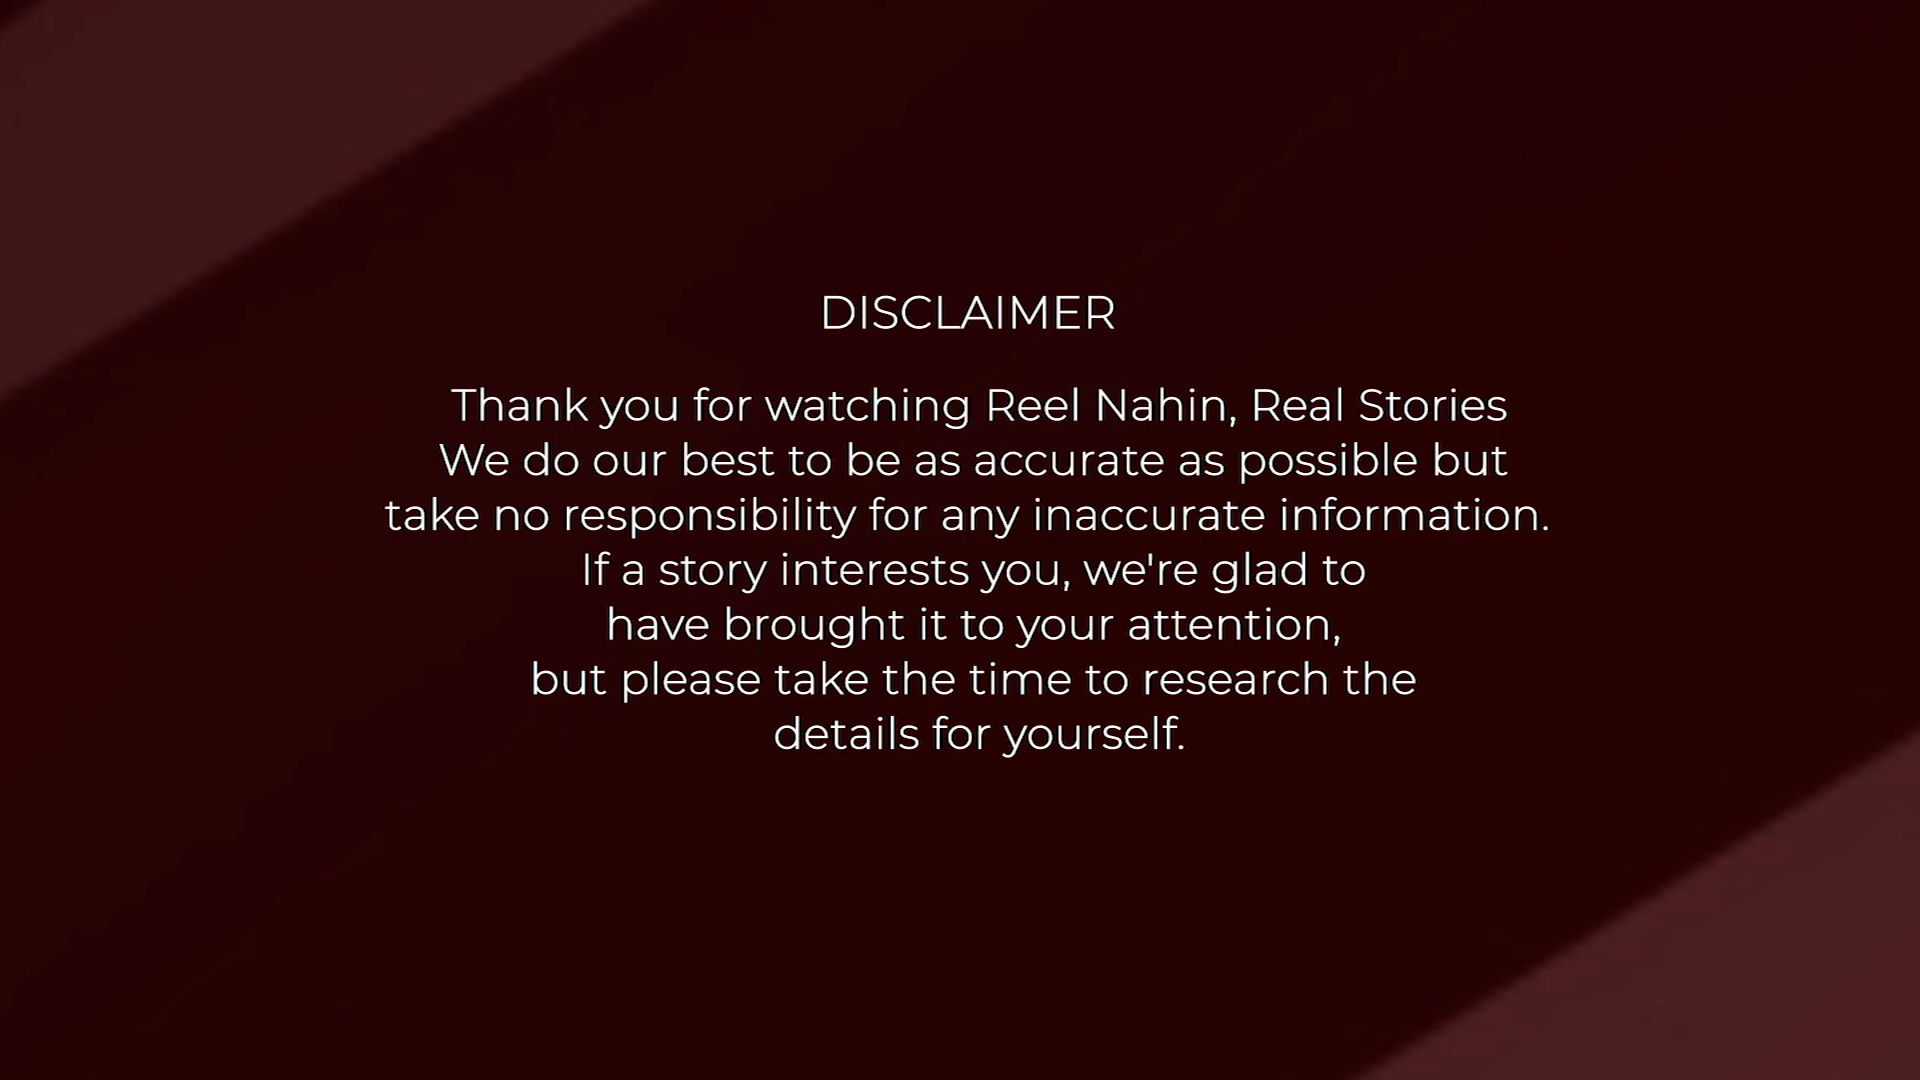 DISCLAIMER
Thank you for watching Reel Nahin, Real Stories
We do our best to be as accurate as possible but
take no responsibility for any inaccurate information.
If a story interests you, we're glad to
have brought it to your attention,
but please take the time to research the
details for yourself.